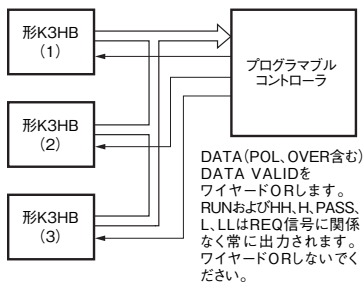 形K3HB
(1)
プログラマブル
コントローラ
形K3HB
(2)
形K3HB
(3)
DATA(POL、OVER含む)
DATA VALIDを
ワイヤードORします。
RUNおよびHH、H、PASS、
L、LLはREQ信号に関係
なく常に出力されます。
ワイヤードORしないでく
ださい。